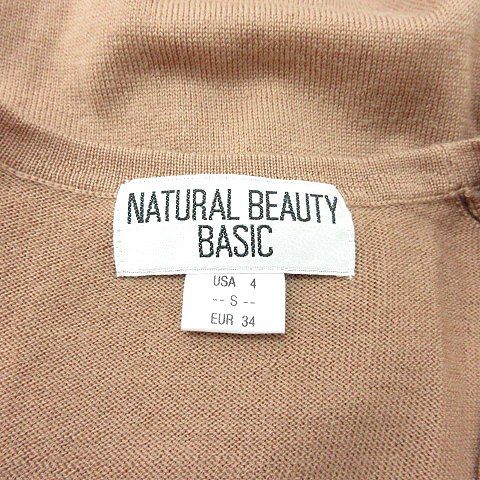 NATURAL BEAUTY
BASIC
USA 4
-- S --
EUR 34